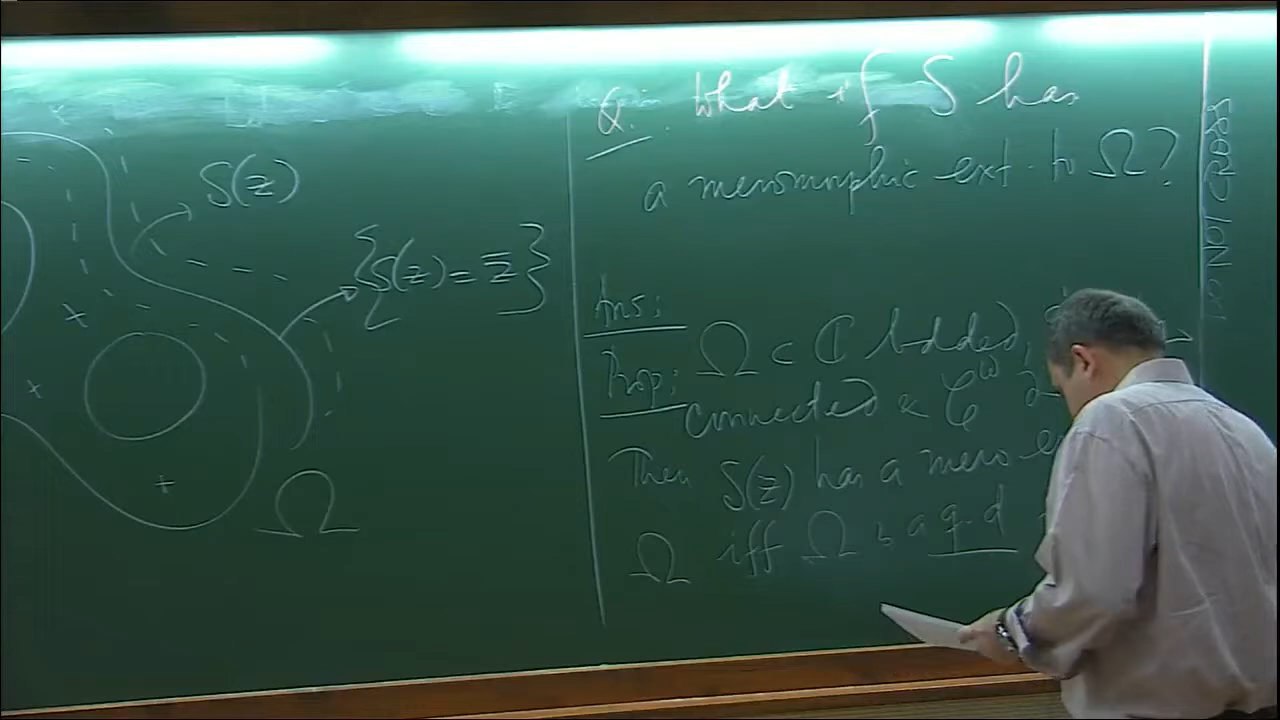 S(z)
{S(z) = z̄}
Ω
Q: What if S has
a meromorphic ext. to Ω?
Ans:
Prop: Ω ⊂ ℂ bdded,
connected & C^ω ∂
Then S(z) has a mero
Ω iff Ω is a q.d